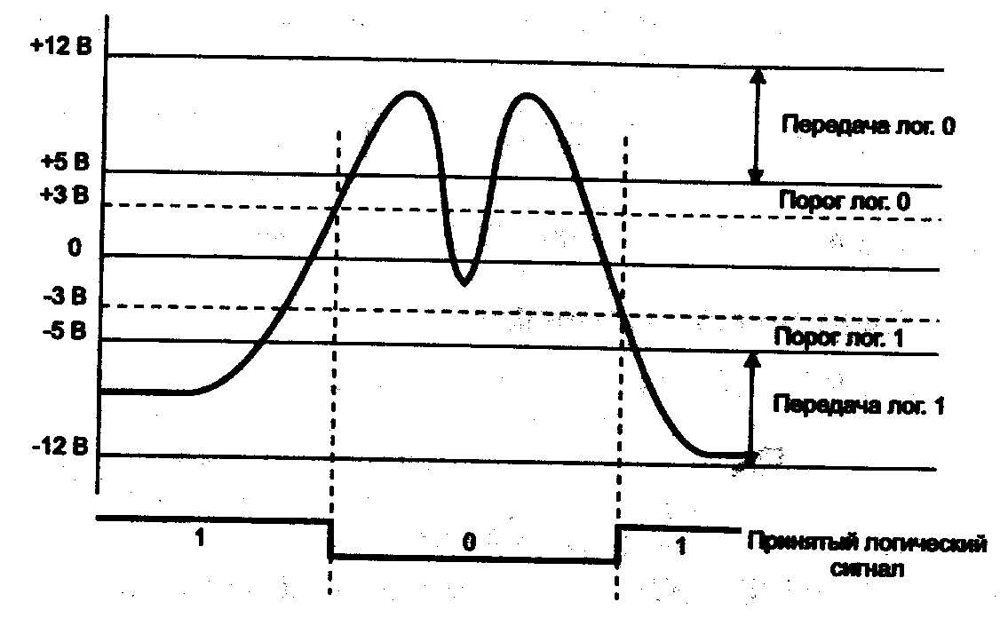 +12 В
Передача лог. 0
+5 В
+3 В
Порог лог. 0
0
-3 В
-5 В
Порог лог. 1
Передача лог. 1
-12 В
1
0
1
Принятый логический
сигнал